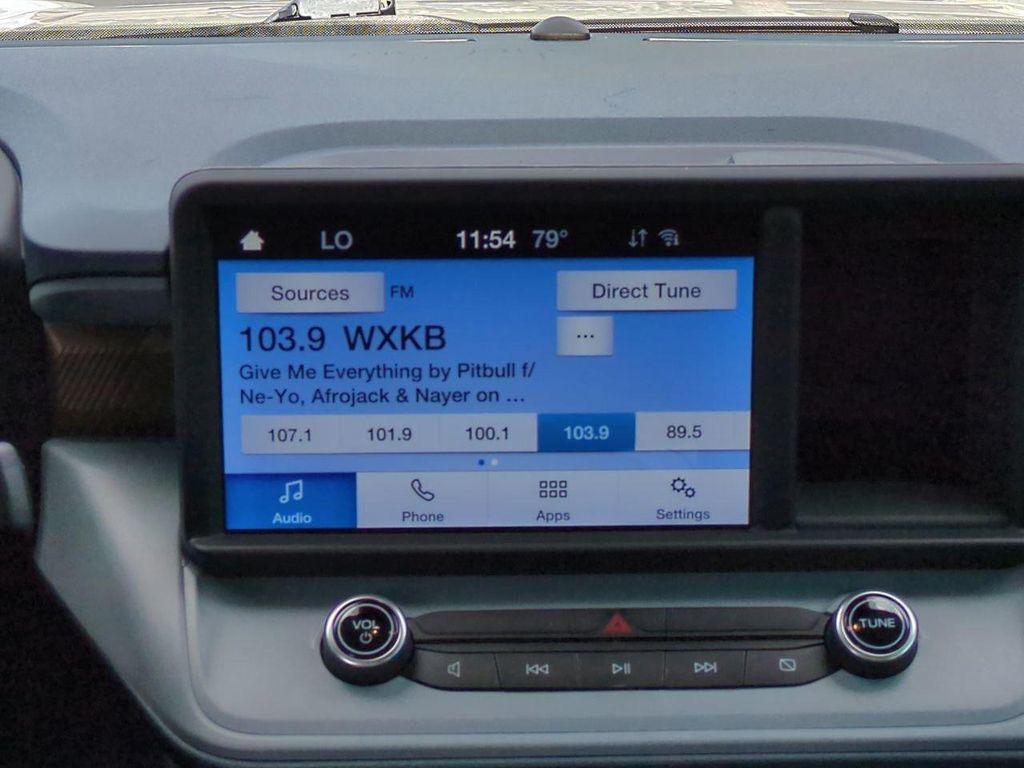 LO 11:54 79°
Sources FM Direct Tune
103.9 WXKB ...
Give Me Everything by Pitbull f/
Ne-Yo, Afrojack & Nayer on ...
107.1 101.9 100.1 103.9 89.5
Audio Phone Apps Settings
VOL TUNE